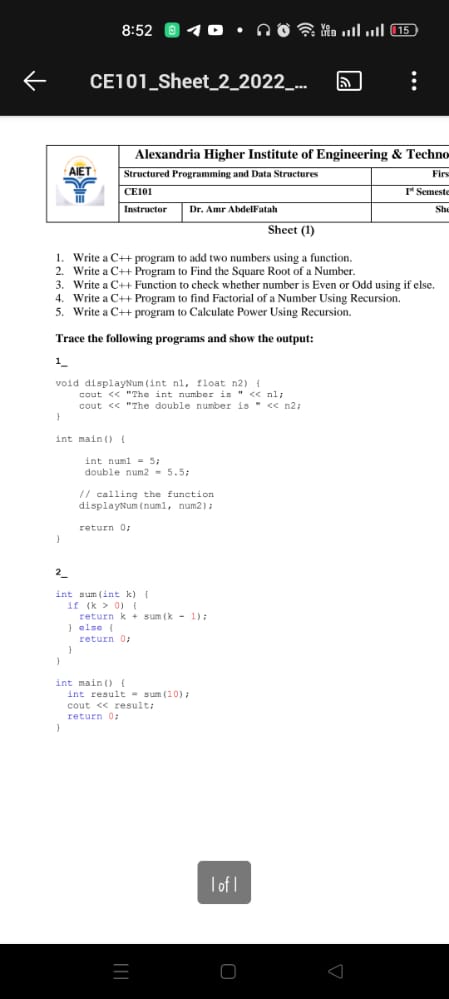 8:52
15
CE101_Sheet_2_2022_...
AIET
Alexandria Higher Institute of Engineering & Techno
Structured Programming and Data Structures
Firs
CE101
1st Semeste
Instructor
Dr. Amr AbdelFatah
She
Sheet (1)
1. Write a C++ program to add two numbers using a function.
2. Write a C++ Program to Find the Square Root of a Number.
3. Write a C++ Function to check whether number is Even or Odd using if else.
4. Write a C++ Program to find Factorial of a Number Using Recursion.
5. Write a C++ program to Calculate Power Using Recursion.
Trace the following programs and show the output:
1_
void displayNum(int n1, float n2) {
cout << "The int number is " << n1;
cout << "The double number is " << n2;
}
int main() {
int num1 = 5;
double num2 = 5.5;
// calling the function
displayNum(num1, num2);
return 0;
}
2_
int sum(int k) {
if (k > 0) {
return k + sum(k - 1);
} else {
return 0;
}
}
int main() {
int result = sum(10);
cout << result;
return 0;
}
1 of 1